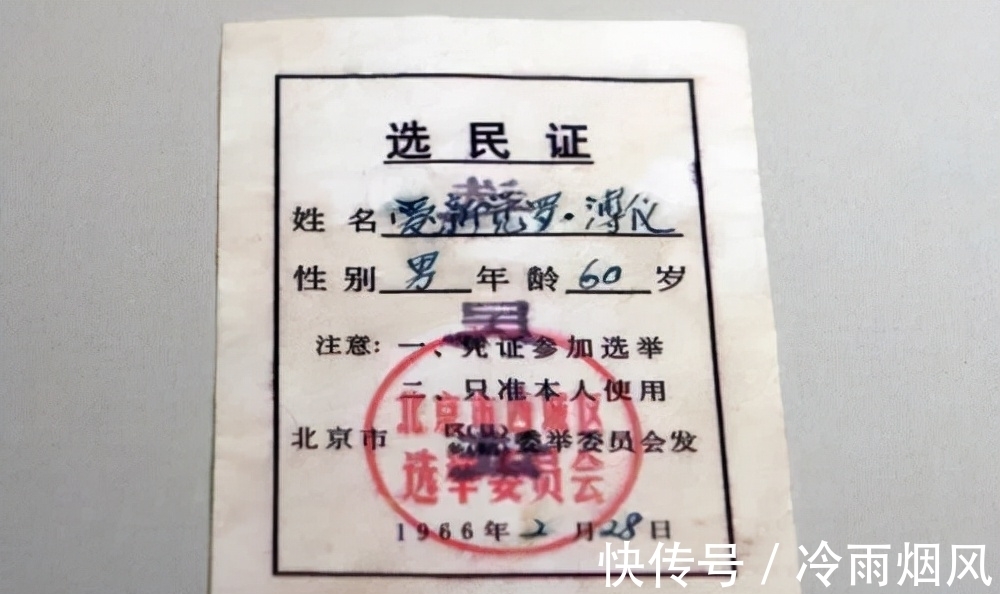 选民证
姓名 爱新觉罗·溥仪
性别 男 年龄 60 岁
男
注意：一、凭证参加选举
二、只准本人使用
北京市西城区
北京市 委举委员会发
选举委员会
1966年2月28日
快传号 / 冷雨烟风